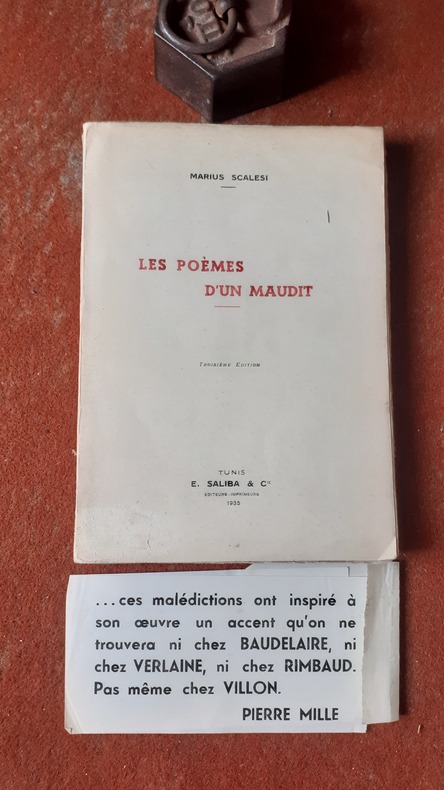 MARIUS SCALESI
LES POÈMES
D'UN MAUDIT
TROISIÈME ÉDITION
TUNIS
E. SALIBA & Cie
ÉDITEURS-IMPRIMEURS
1935
...ces malédictions ont inspiré à
son œuvre un accent qu'on ne
trouvera ni chez BAUDELAIRE, ni
chez VERLAINE, ni chez RIMBAUD.
Pas même chez VILLON.
PIERRE MILLE